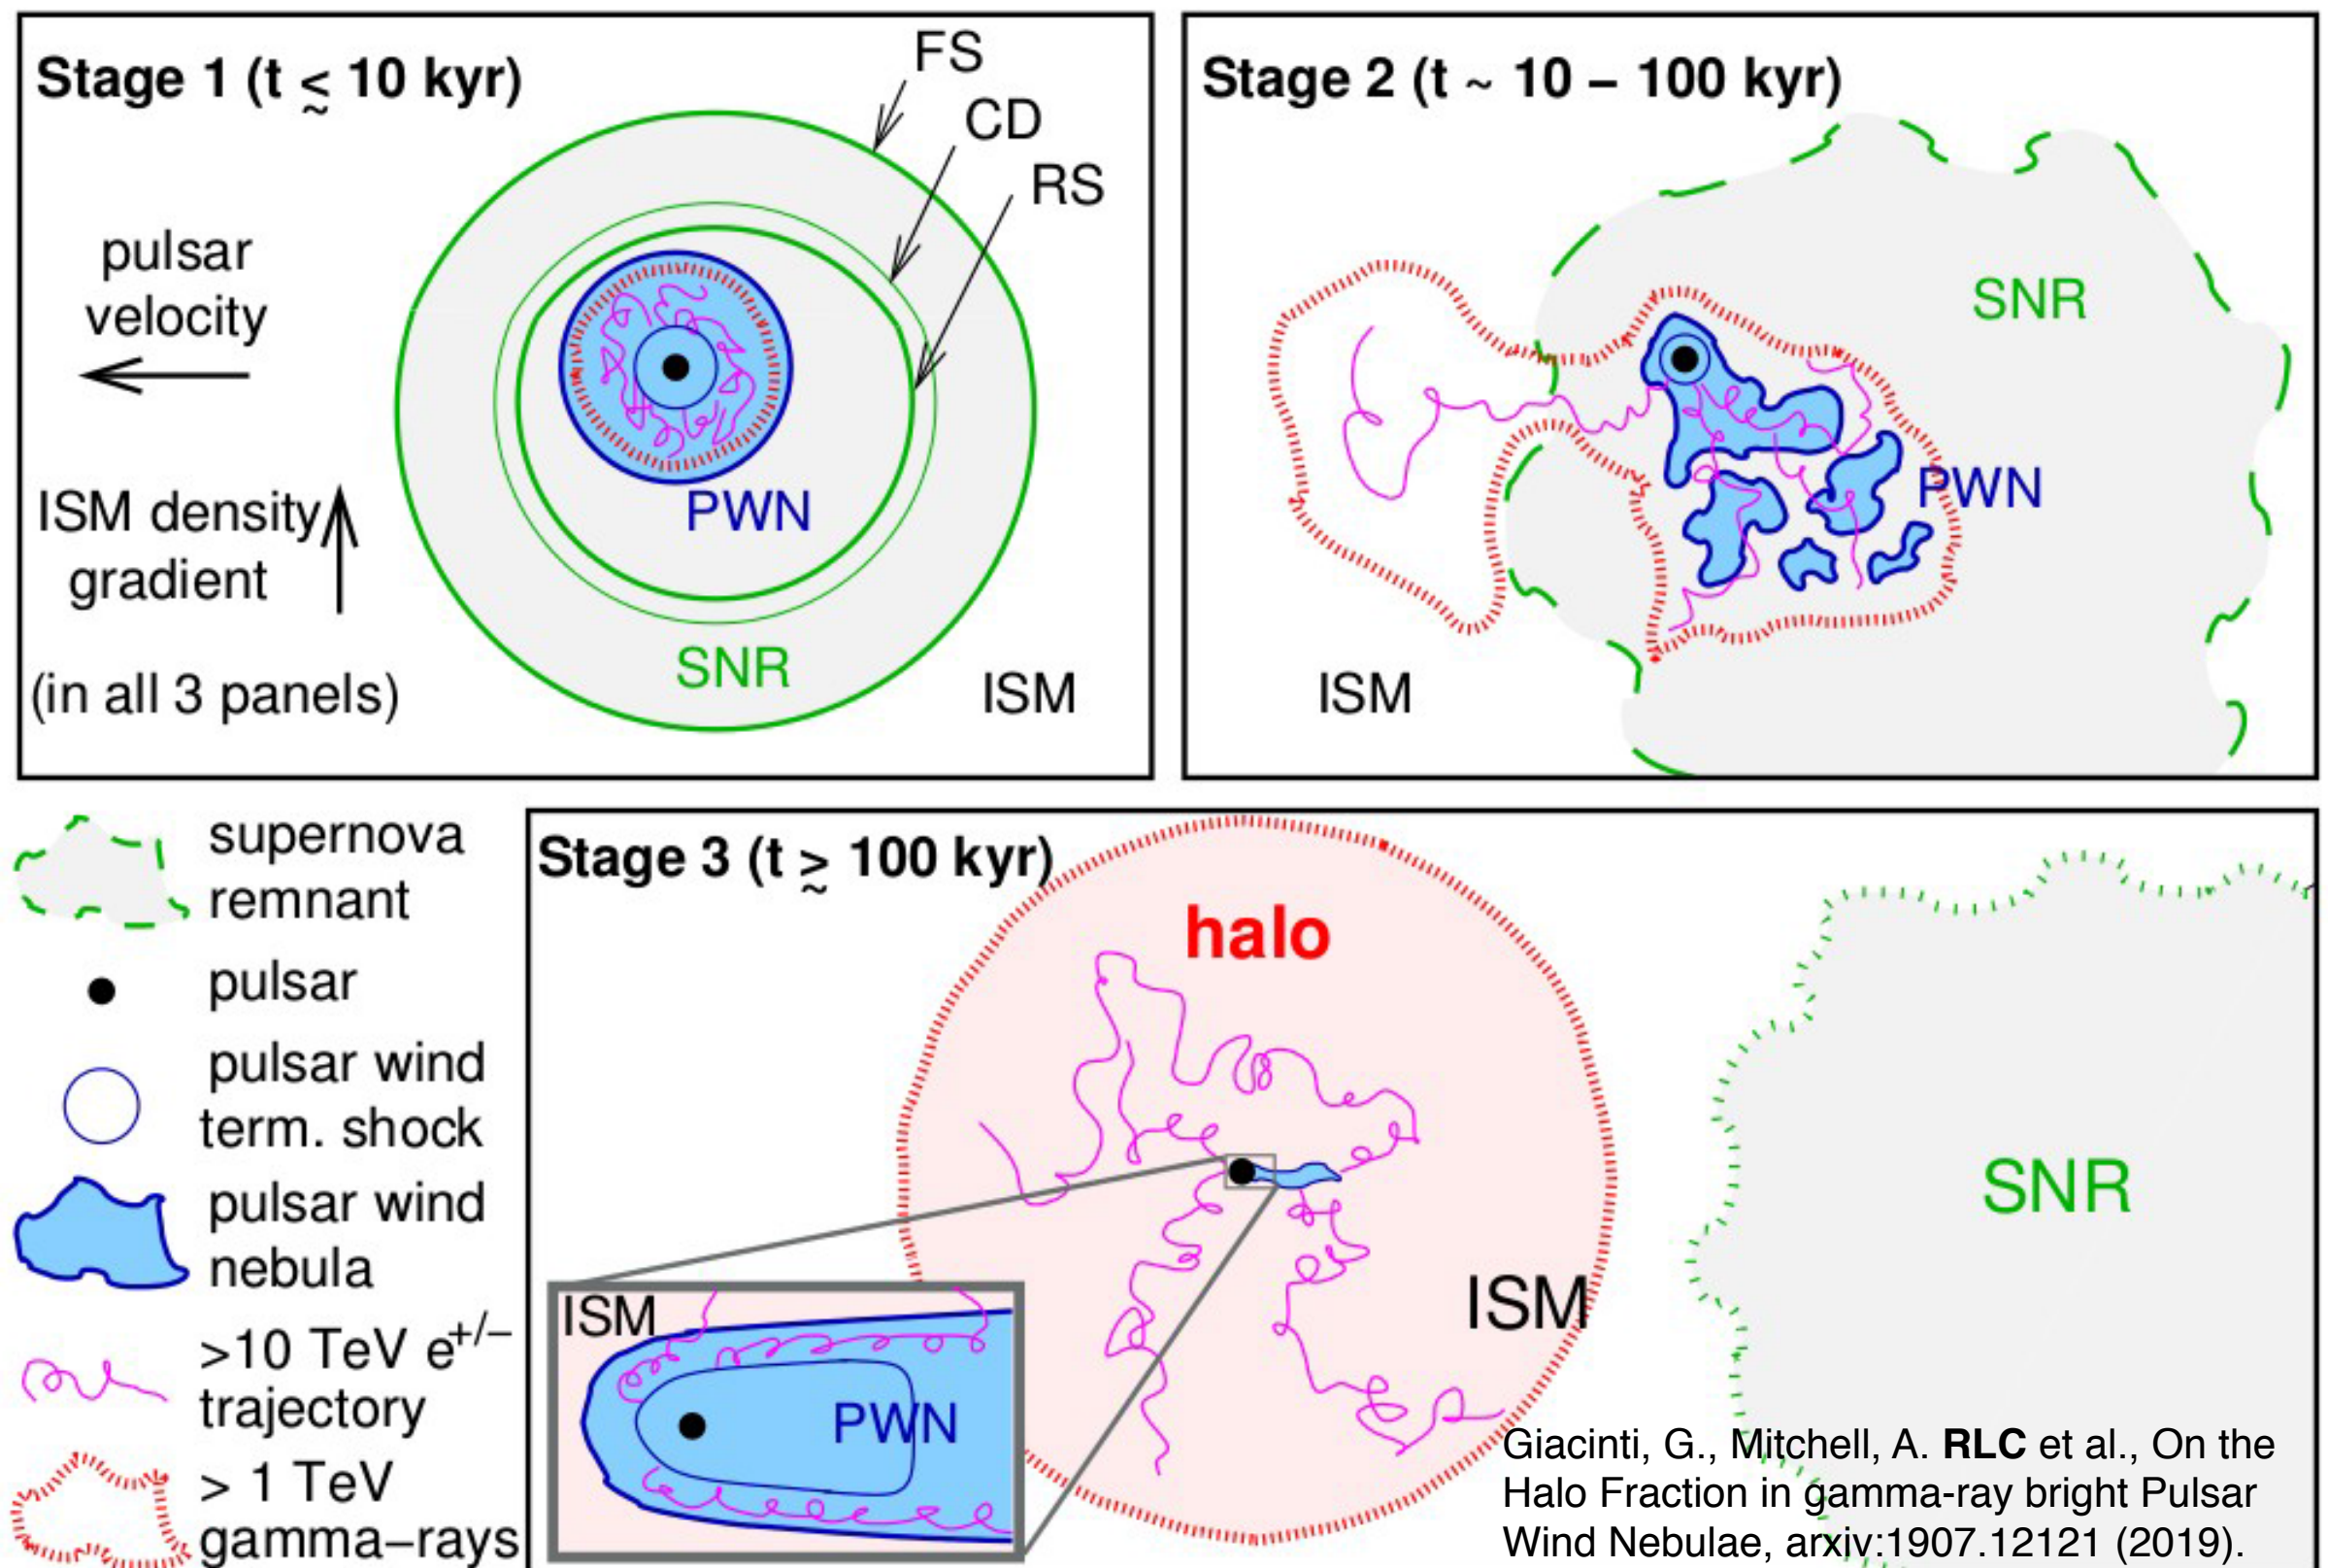 Stage 1 (t ≲ 10 kyr)
FS
CD
RS
pulsar
velocity
ISM density
gradient
(in all 3 panels)
PWN
SNR
ISM
Stage 2 (t ~ 10 – 100 kyr)
SNR
PWN
ISM
supernova
remnant
pulsar
pulsar wind
term. shock
pulsar wind
nebula
>10 TeV e+/–
trajectory
> 1 TeV
gamma–rays
Stage 3 (t ≳ 100 kyr)
halo
ISM
SNR
ISM
PWN
Giacinti, G., Mitchell, A. RLC et al., On the
Halo Fraction in gamma-ray bright Pulsar
Wind Nebulae, arxiv:1907.12121 (2019).